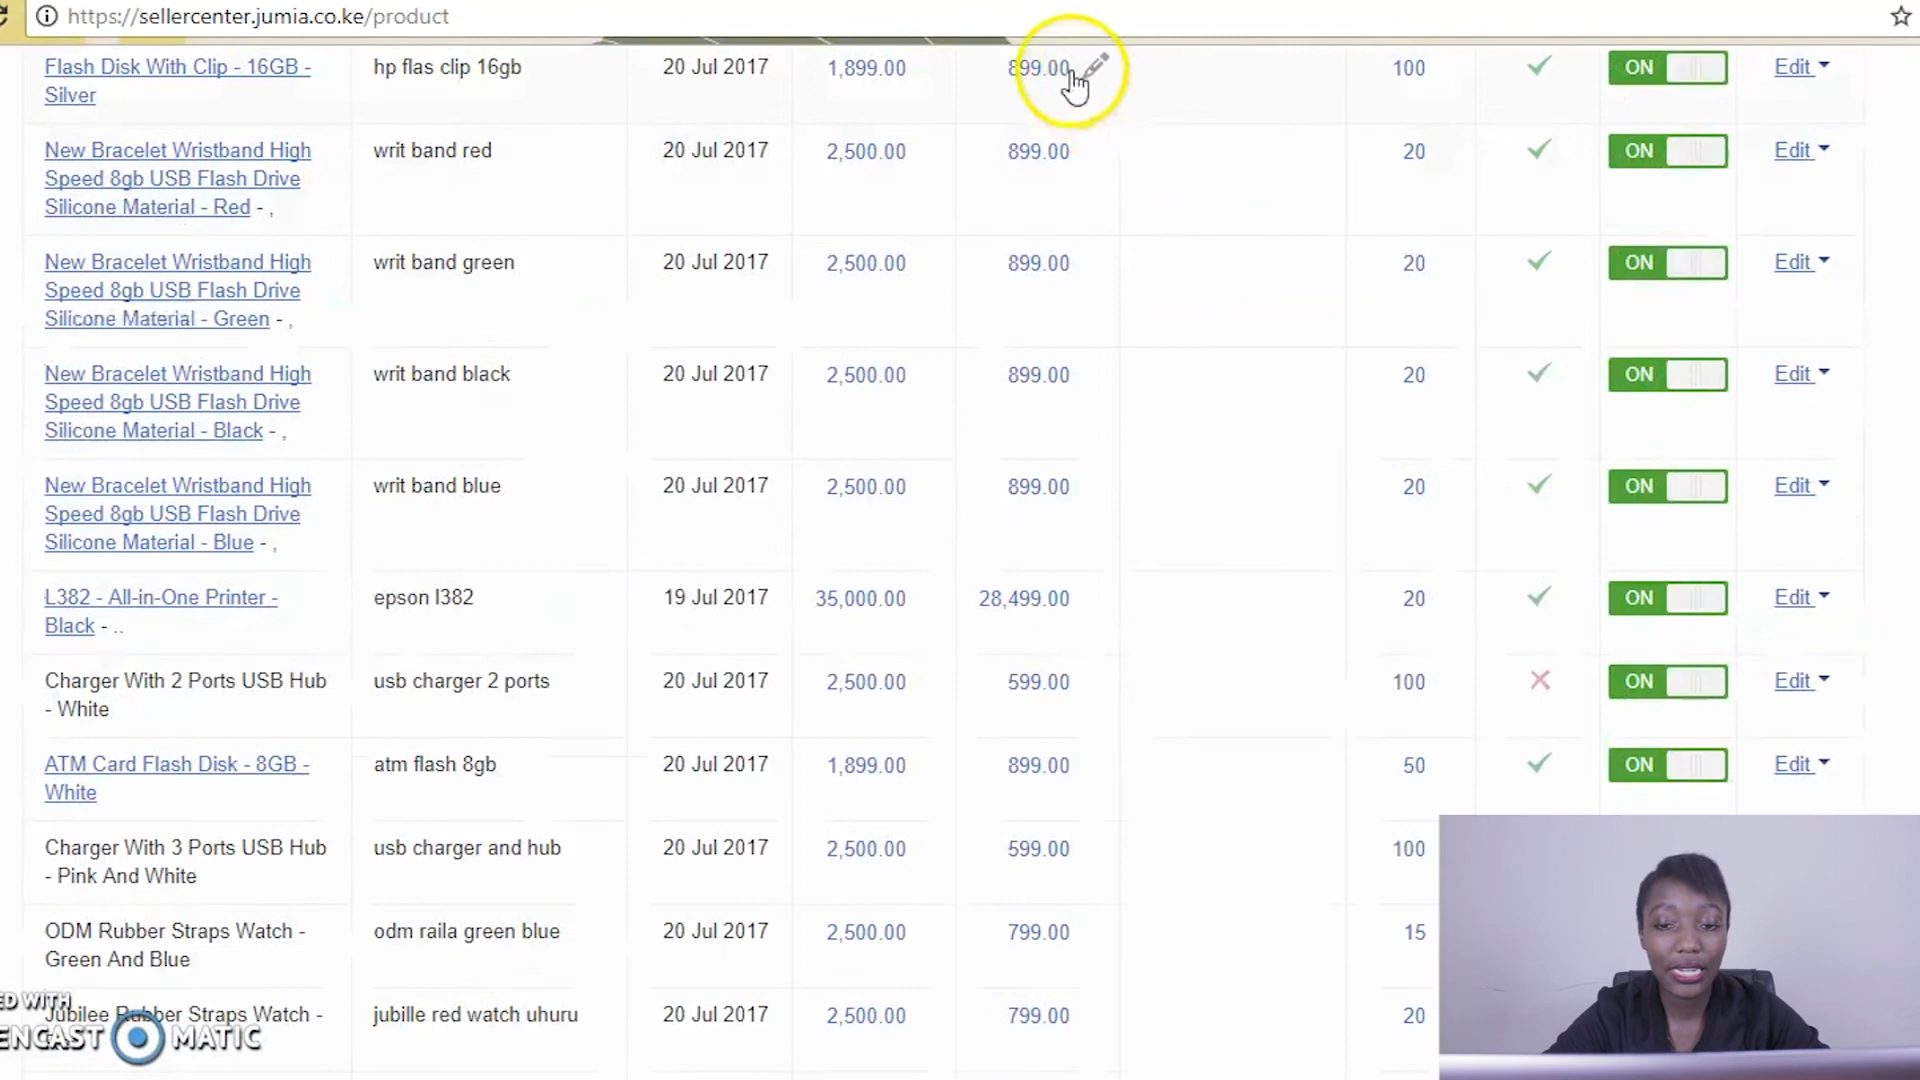 https://sellercenter.jumia.co.ke/product
Flash Disk With Clip - 16GB - hp flas clip 16gb 20 Jul 2017 1,899.00 899.00 100 ON Edit
Silver
New Bracelet Wristband High writ band red 20 Jul 2017 2,500.00 899.00 20 ON Edit
Speed 8gb USB Flash Drive
Silicone Material - Red - ,
New Bracelet Wristband High writ band green 20 Jul 2017 2,500.00 899.00 20 ON Edit
Speed 8gb USB Flash Drive
Silicone Material - Green - ,
New Bracelet Wristband High writ band black 20 Jul 2017 2,500.00 899.00 20 ON Edit
Speed 8gb USB Flash Drive
Silicone Material - Black - ,
New Bracelet Wristband High writ band blue 20 Jul 2017 2,500.00 899.00 20 ON Edit
Speed 8gb USB Flash Drive
Silicone Material - Blue - ,
L382 - All-in-One Printer - epson l382 19 Jul 2017 35,000.00 28,499.00 20 ON Edit
Black - ..
Charger With 2 Ports USB Hub usb charger 2 ports 20 Jul 2017 2,500.00 599.00 100 ON Edit
- White
ATM Card Flash Disk - 8GB - atm flash 8gb 20 Jul 2017 1,899.00 899.00 50 ON Edit
White
Charger With 3 Ports USB Hub usb charger and hub 20 Jul 2017 2,500.00 599.00 100
- Pink And White
ODM Rubber Straps Watch - odm raila green blue 20 Jul 2017 2,500.00 799.00 15
Green And Blue
ED WITH
Jubilee Rubber Straps Watch - jubille red watch uhuru 20 Jul 2017 2,500.00 799.00 20
ENCAST MATIC